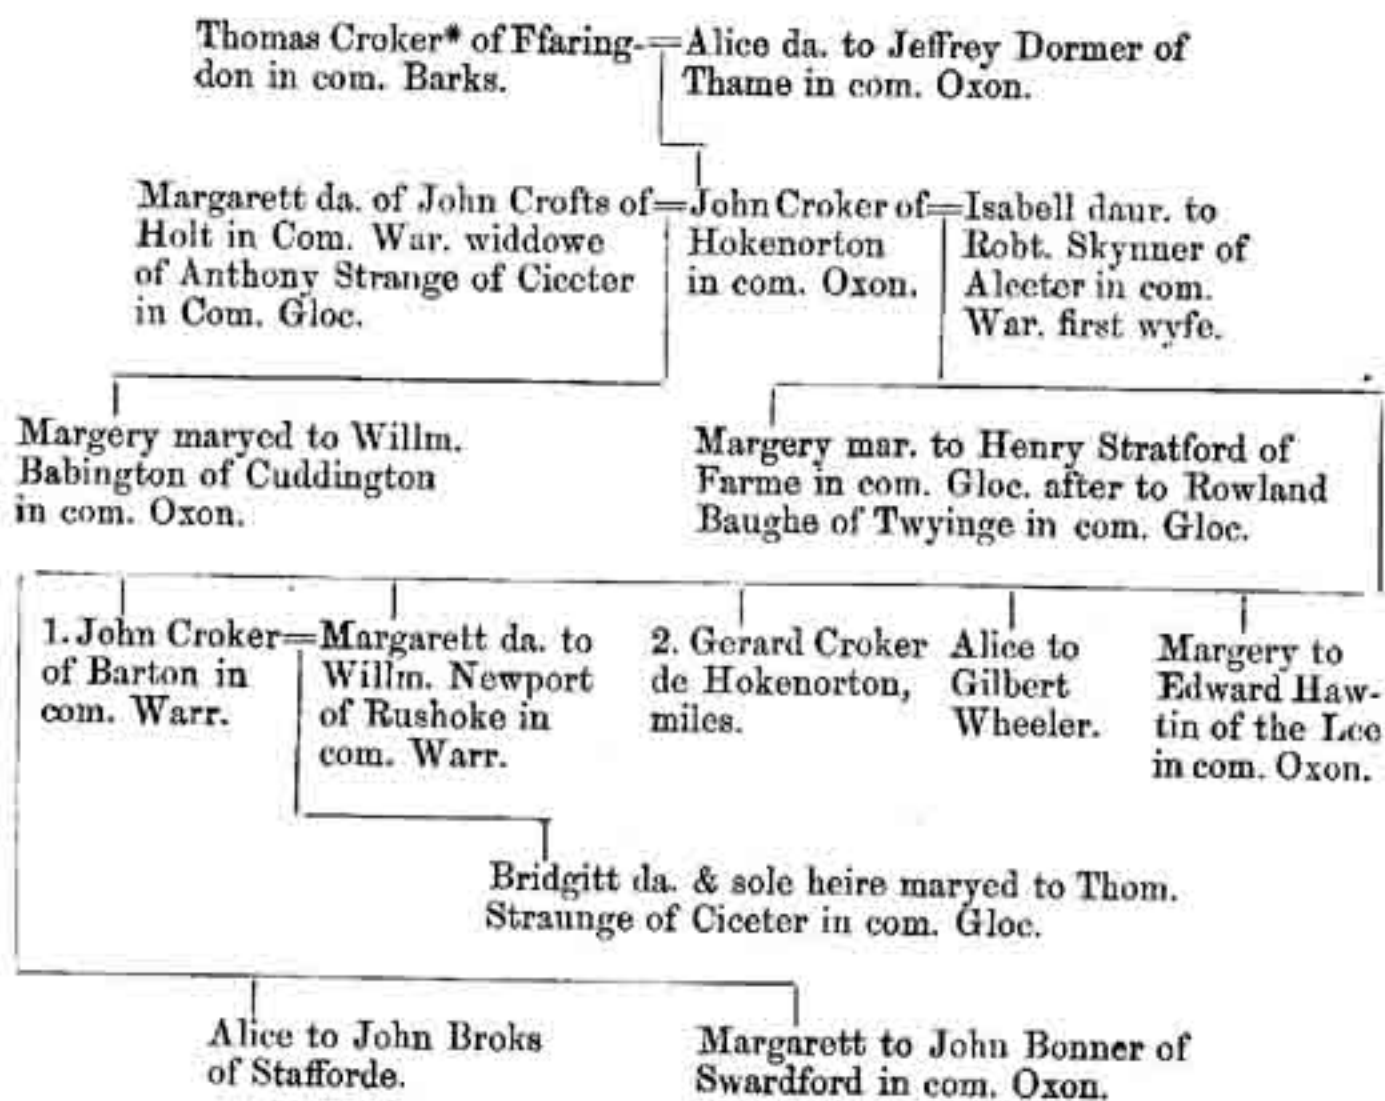 Thomas Croker* of Ffaring-=Alice da. to Jeffrey Dormer of
don in com. Barks. Thame in com. Oxon.
Margarett da. of John Crofts of=John Croker of=Isabell daur. to
Holt in Com. War. widdowe Hokenorton Robt. Skynner of
of Anthony Strange of Ciceter in com. Oxon. Alceter in com.
in Com. Gloc. War. first wyfe.
Margery maryed to Willm. Margery mar. to Henry Stratford of
Babington of Cuddington Farme in com. Gloc. after to Rowland
in com. Oxon. Baughe of Twyinge in com. Gloc.
1. John Croker=Margarett da. to 2. Gerard Croker Alice to Margery to
of Barton in Willm. Newport de Hokenorton, Gilbert Edward Haw-
com. Warr. of Rushoke in miles. Wheeler. tin of the Lee
com. Warr. in com. Oxon.
Bridgitt da. & sole heire maryed to Thom.
Straunge of Ciceter in com. Gloc.
Alice to John Broks Margarett to John Bonner of
of Stafforde. Swardford in com. Oxon.